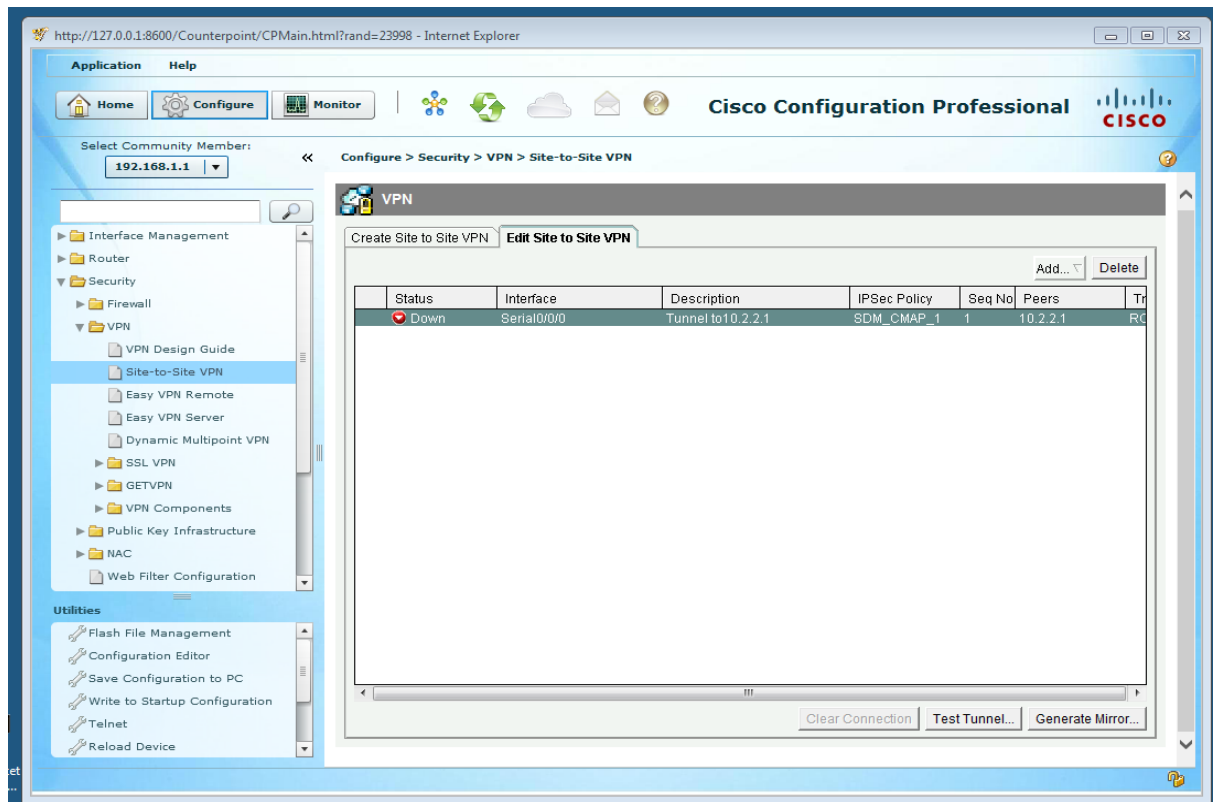 http://127.0.0.1:8600/Counterpoint/CPMain.html?rand=23998 - Internet Explorer
Application Help
Home Configure Monitor
Cisco Configuration Professional
CISCO
Select Community Member:
192.168.1.1
«
Configure > Security > VPN > Site-to-Site VPN
VPN
Interface Management
Router
Security
Firewall
VPN
VPN Design Guide
Site-to-Site VPN
Easy VPN Remote
Easy VPN Server
Dynamic Multipoint VPN
SSL VPN
GETVPN
VPN Components
Public Key Infrastructure
NAC
Web Filter Configuration
Utilities
Flash File Management
Configuration Editor
Save Configuration to PC
Write to Startup Configuration
Telnet
Reload Device
Create Site to Site VPN Edit Site to Site VPN
Add... Delete
Status Interface Description IPSec Policy Seq No Peers Tr
Down Serial0/0/0 Tunnel to10.2.2.1 SDM_CMAP_1 1 10.2.2.1 RC
Clear Connection Test Tunnel... Generate Mirror...